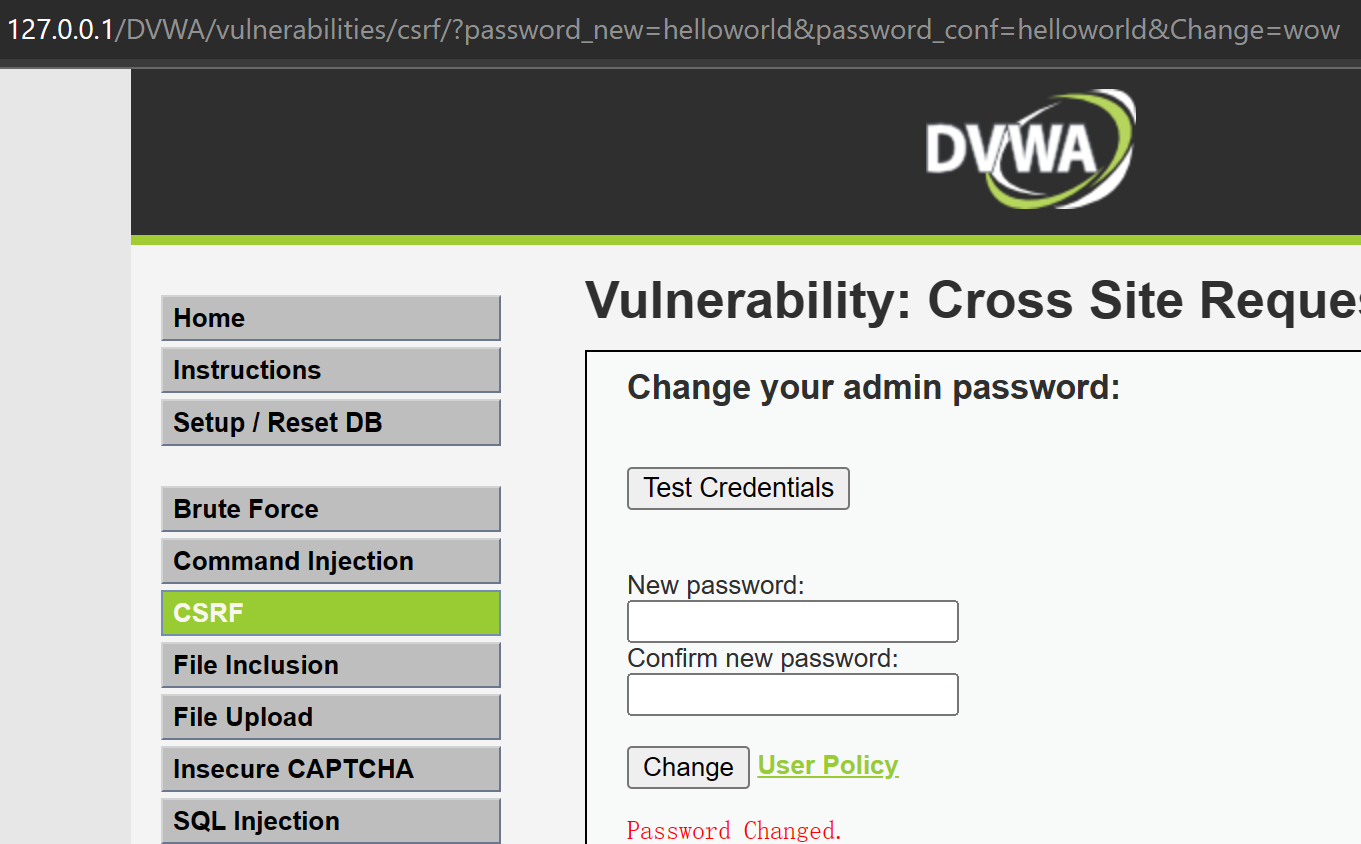 127.0.0.1/DVWA/vulnerabilities/csrf/?password_new=helloworld&password_conf=helloworld&Change=wow
DVWA
Home
Instructions
Setup / Reset DB
Brute Force
Command Injection
CSRF
File Inclusion
File Upload
Insecure CAPTCHA
SQL Injection
Vulnerability: Cross Site Reques
Change your admin password:
Test Credentials
New password:
Confirm new password:
Change User Policy
Password Changed.